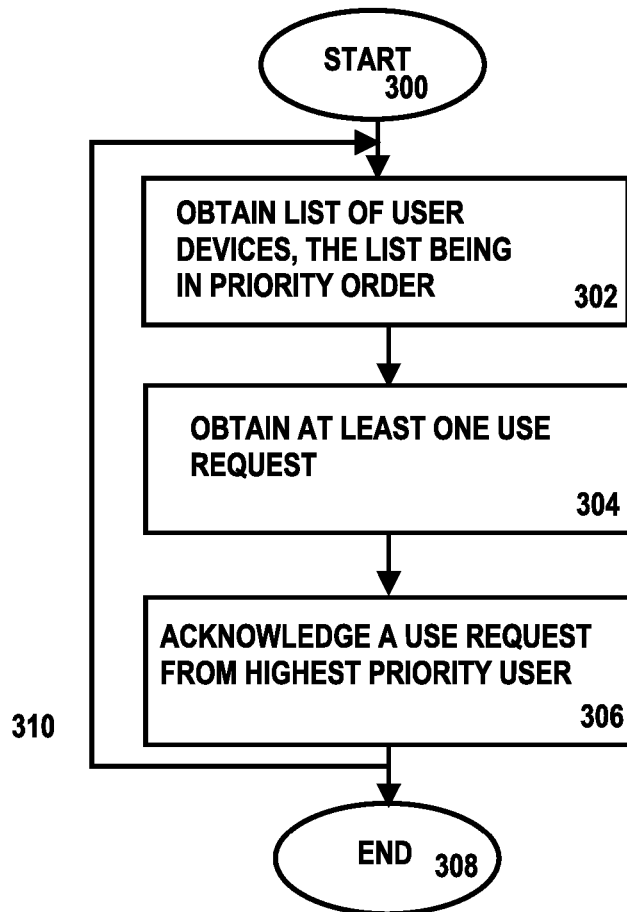 START
300
OBTAIN LIST OF USER
DEVICES, THE LIST BEING
IN PRIORITY ORDER
302
OBTAIN AT LEAST ONE USE
REQUEST
304
ACKNOWLEDGE A USE REQUEST
FROM HIGHEST PRIORITY USER
306
310
END 308